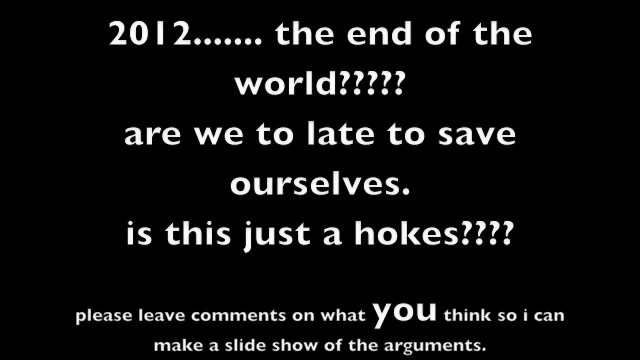 2012....... the end of the
world?????
are we to late to save
ourselves.
is this just a hokes????
please leave comments on what you think so i can
make a slide show of the arguments.